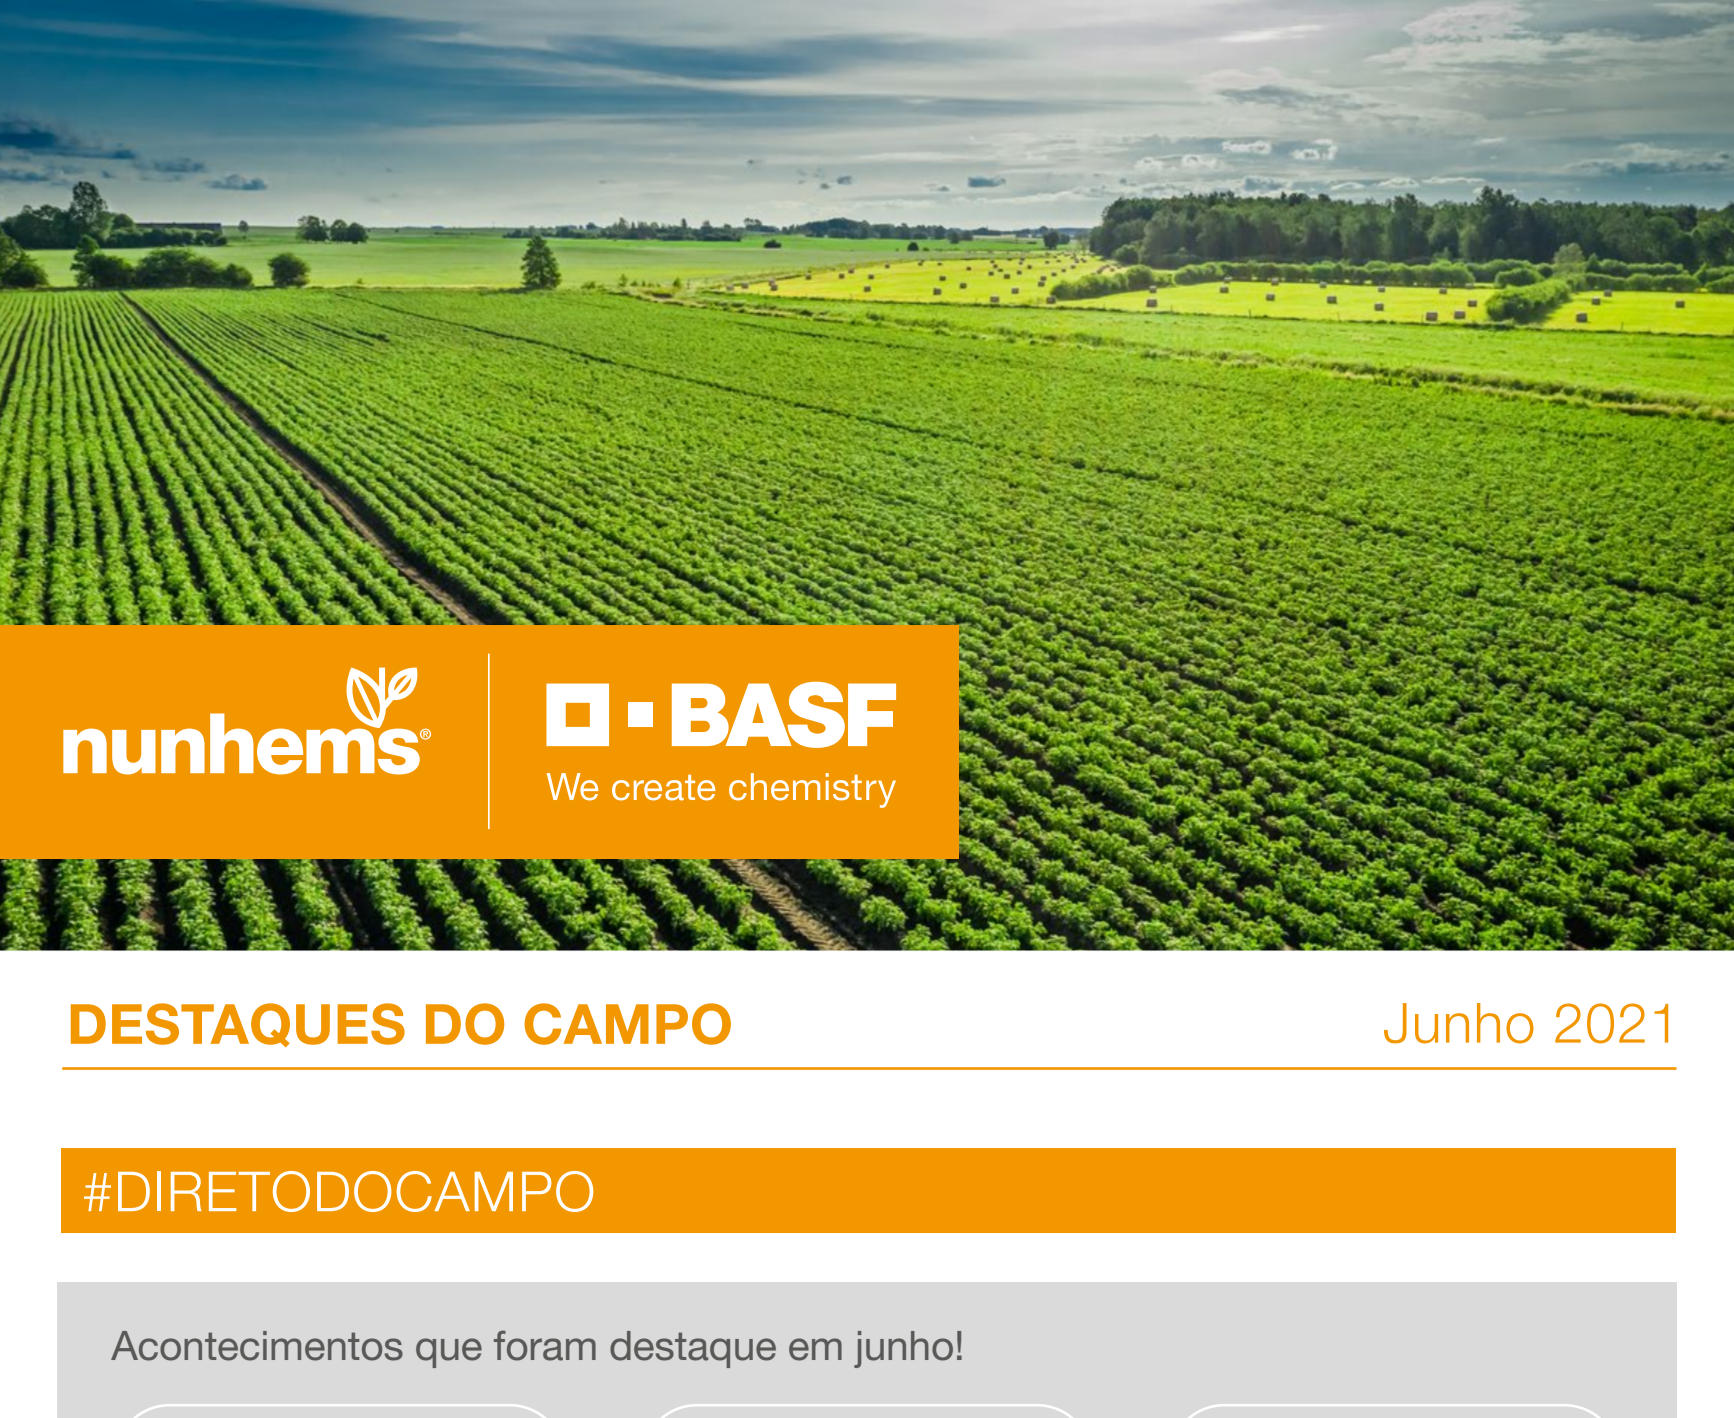 nunhems®
BASF
We create chemistry
DESTAQUES DO CAMPO
Junho 2021
#DIRETODOCAMPO
Acontecimentos que foram destaque em junho!